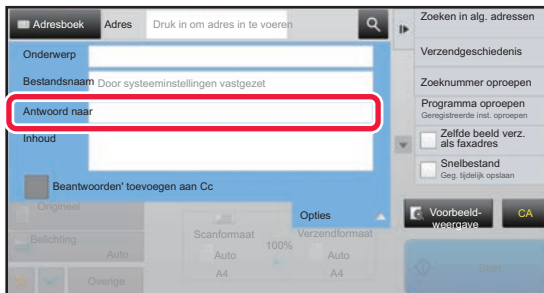 Adresboek
Adres
Druk in om adres in te voeren
Zoeken in alg. adressen
Onderwerp
Verzendgeschiedenis
Bestandsnaam
Door systeeminstellingen vastgezet
Zoeknummer oproepen
Antwoord naar
Programma oproepen
Geregistreerde inst. oproepen
Inhoud
Zelfde beeld verz.
als faxadres
Snelbestand
Geg. tijdelijk opslaan
Beantwoorden' toevoegen aan Cc
Origineel
Opties
Voorbeeld-
weergave
CA
Belichting
Auto
Scanformaat
100%
Verzendformaat
Auto
Auto
A4
A4
Overige
Start